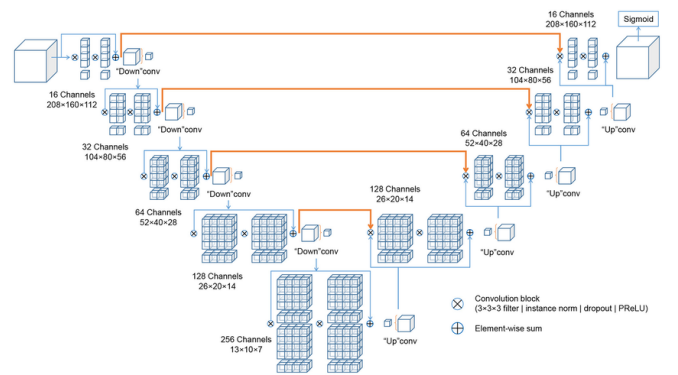 16 Channels
208×160×112
Sigmoid
"Down"conv
32 Channels
104×80×56
16 Channels
208×160×112
"Down"conv
"Up"conv
64 Channels
52×40×28
32 Channels
104×80×56
"Down"conv
128 Channels
26×20×14
"Up"conv
64 Channels
52×40×28
"Down"conv
"Up"conv
128 Channels
26×20×14
Convolution block
(3×3×3 filter | instance norm | dropout | PReLU)
Element-wise sum
256 Channels
13×10×7
"Up"conv